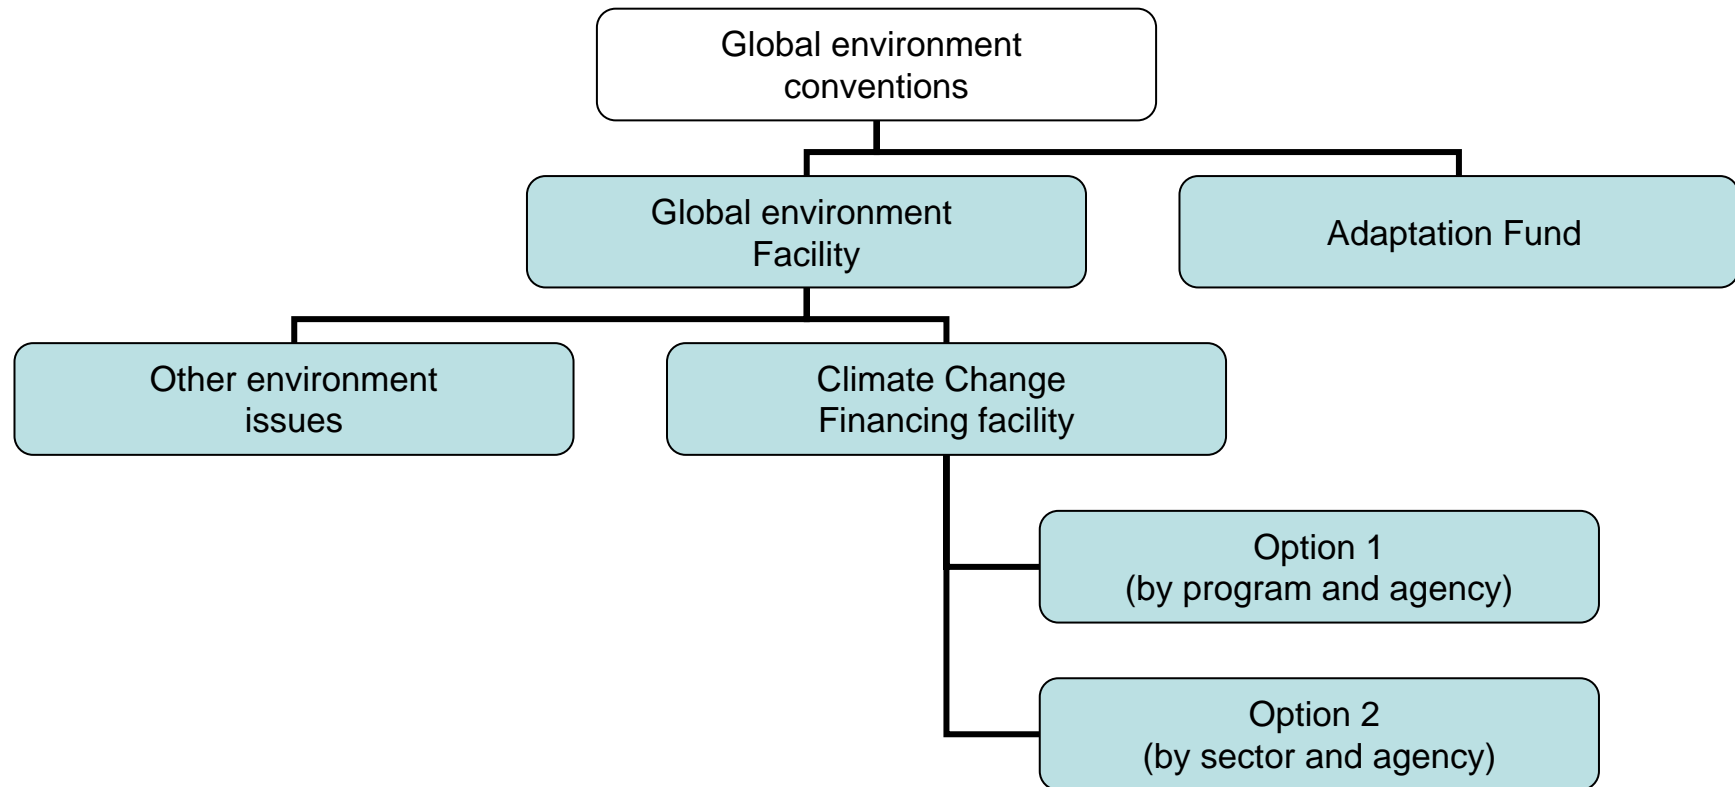 Global environment
conventions
Global environment
Facility
Adaptation Fund
Other environment
issues
Climate Change
Financing facility
Option 1
(by program and agency)
Option 2
(by sector and agency)